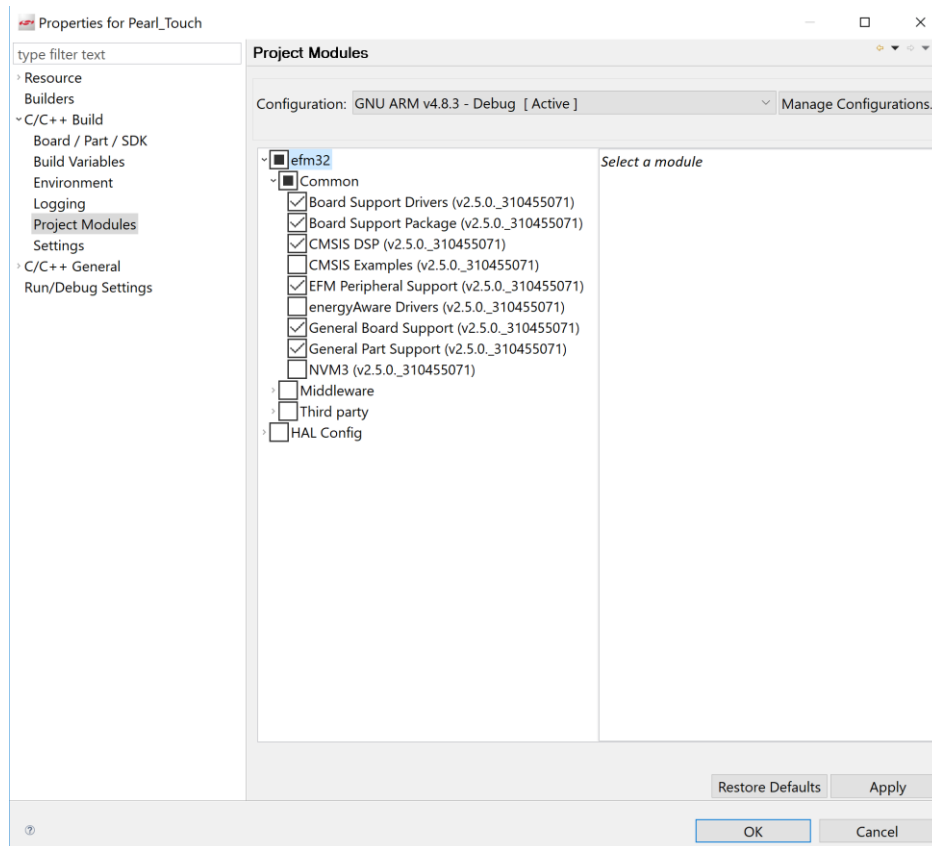 Properties for Pearl_Touch
type filter text
Resource
Builders
C/C++ Build
Board / Part / SDK
Build Variables
Environment
Logging
Project Modules
Settings
C/C++ General
Run/Debug Settings
Project Modules
Configuration: GNU ARM v4.8.3 - Debug [ Active ]
Manage Configurations.
efm32
Common
Board Support Drivers (v2.5.0._310455071)
Board Support Package (v2.5.0._310455071)
CMSIS DSP (v2.5.0._310455071)
CMSIS Examples (v2.5.0._310455071)
EFM Peripheral Support (v2.5.0._310455071)
energyAware Drivers (v2.5.0._310455071)
General Board Support (v2.5.0._310455071)
General Part Support (v2.5.0._310455071)
NVM3 (v2.5.0._310455071)
Middleware
Third party
HAL Config
Select a module
Restore Defaults
Apply
?
OK
Cancel